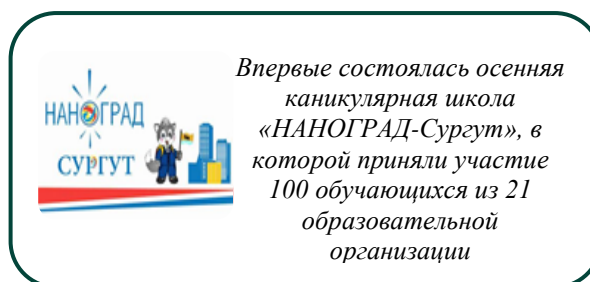 НАНОГРАД
СУРГУТ
Впервые состоялась осенняя
каникулярная школа
«НАНОГРАД-Сургут», в
которой приняли участие
100 обучающихся из 21
образовательной
организации